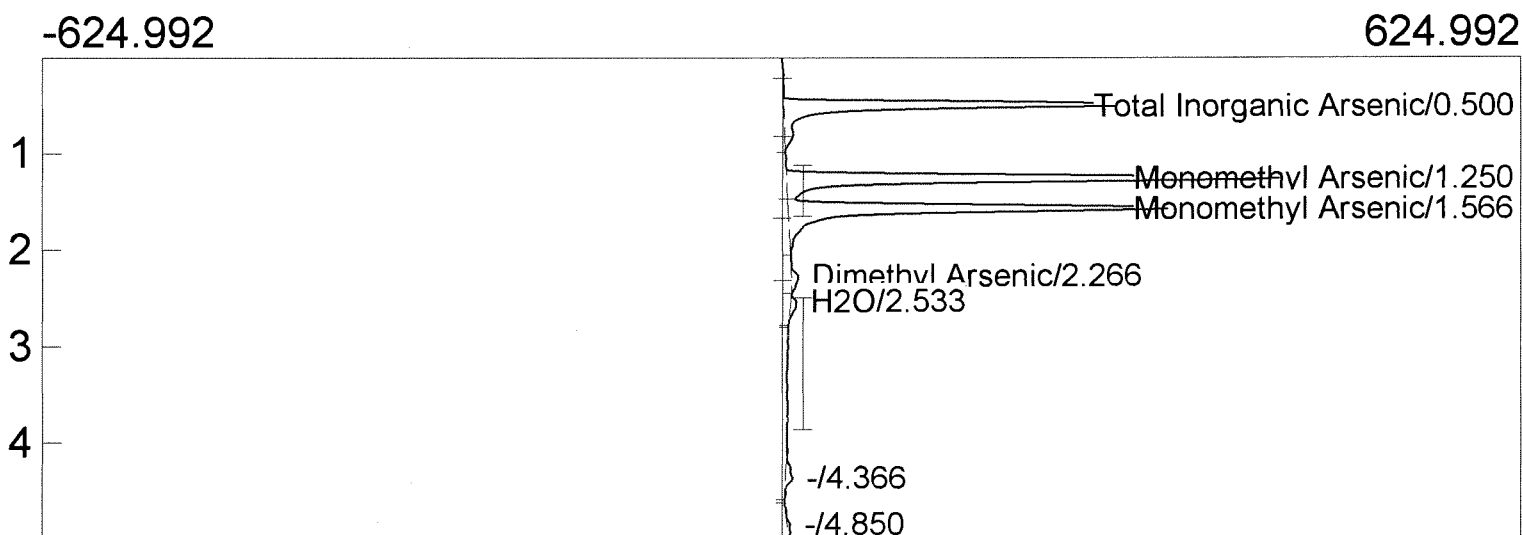 -624.992 624.992
Total Inorganic Arsenic/0.500
1
Monomethyl Arsenic/1.250
Monomethyl Arsenic/1.566
2
Dimethyl Arsenic/2.266
H2O/2.533
3
4
-/4.366
-/4.850